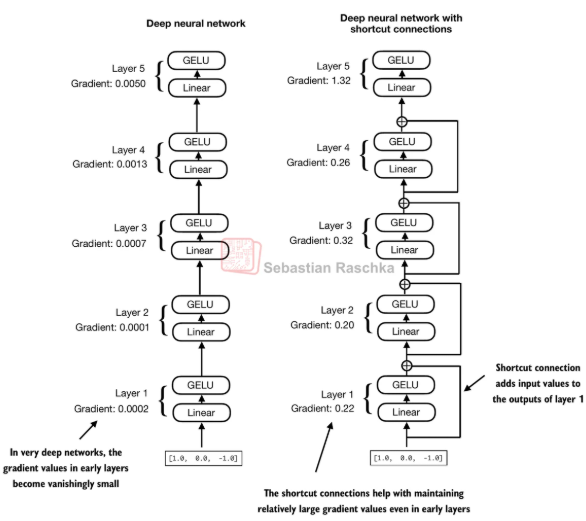 Deep neural network
Layer 5
Gradient: 0.0050
GELU
Linear
Layer 4
Gradient: 0.0013
GELU
Linear
Layer 3
Gradient: 0.0007
GELU
Linear
Layer 2
Gradient: 0.0001
GELU
Linear
Layer 1
Gradient: 0.0002
GELU
Linear
[1.0, 0.0, -1.0]
In very deep networks, the
gradient values in early layers
become vanishingly small
Deep neural network with
shortcut connections
Layer 5
Gradient: 1.32
GELU
Linear
Layer 4
Gradient: 0.26
GELU
Linear
Layer 3
Gradient: 0.32
GELU
Linear
Sebastian Raschka
Layer 2
Gradient: 0.20
GELU
Linear
Layer 1
Gradient: 0.22
GELU
Linear
[1.0, 0.0, -1.0]
Shortcut connection
adds input values to
the outputs of layer 1
The shortcut connections help with maintaining
relatively large gradient values even in early layers